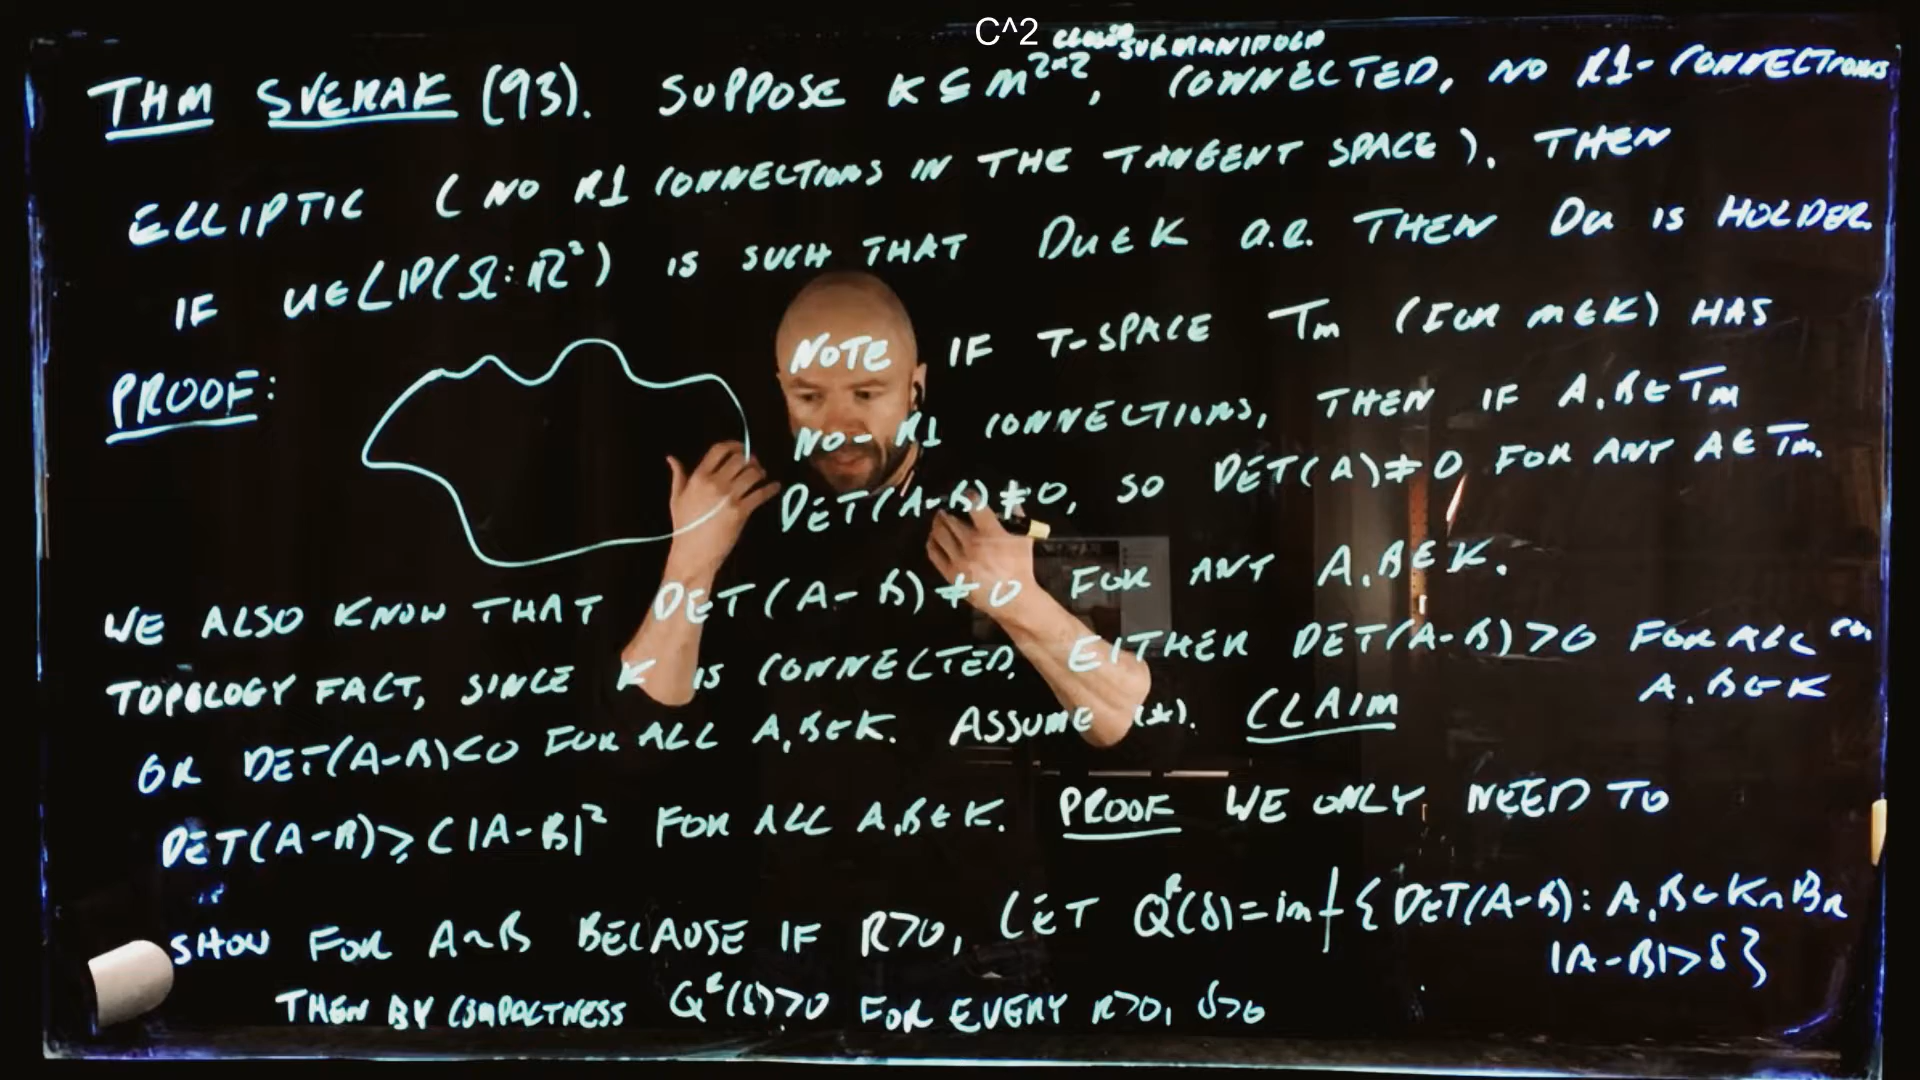 C^2
CLOSED SUBMANIFOLD
THM SVERAK (93). SUPPOSE K ⊆ M^{2×2}, CONNECTED, NO R1-CONNECTIONS
ELLIPTIC (NO R1 CONNECTIONS IN THE TANGENT SPACE). THEN
IF u∈LIP(Ω:ℝ²) IS SUCH THAT Du∈K a.e. THEN Du IS HOLDER
PROOF:
NOTE IF T-SPACE Tm (FOR M∈K) HAS
NO-R1 CONNECTIONS, THEN IF A,B∈Tm
DET(A-B)≠0, SO DET(A)≠0 FOR ANY A∈Tm.
WE ALSO KNOW THAT DET(A-B)≠0 FOR ANY A,B∈K.
TOPOLOGY FACT, SINCE K IS CONNECTED, EITHER DET(A-B)>0 FOR ALL
A,B∈K
OR DET(A-B)<0 FOR ALL A,B∈K. ASSUME (*). CLAIM
DET(A-B)≥C|A-B|² FOR ALL A,B∈K. PROOF WE ONLY NEED TO
SHOW FOR A~B BECAUSE IF R>0, LET Q^R(δ)=inf{DET(A-B): A,B∈K∩B_R
|A-B|>δ}
THEN BY COMPACTNESS Q^R(δ)>0 FOR EVERY R>0, δ>0